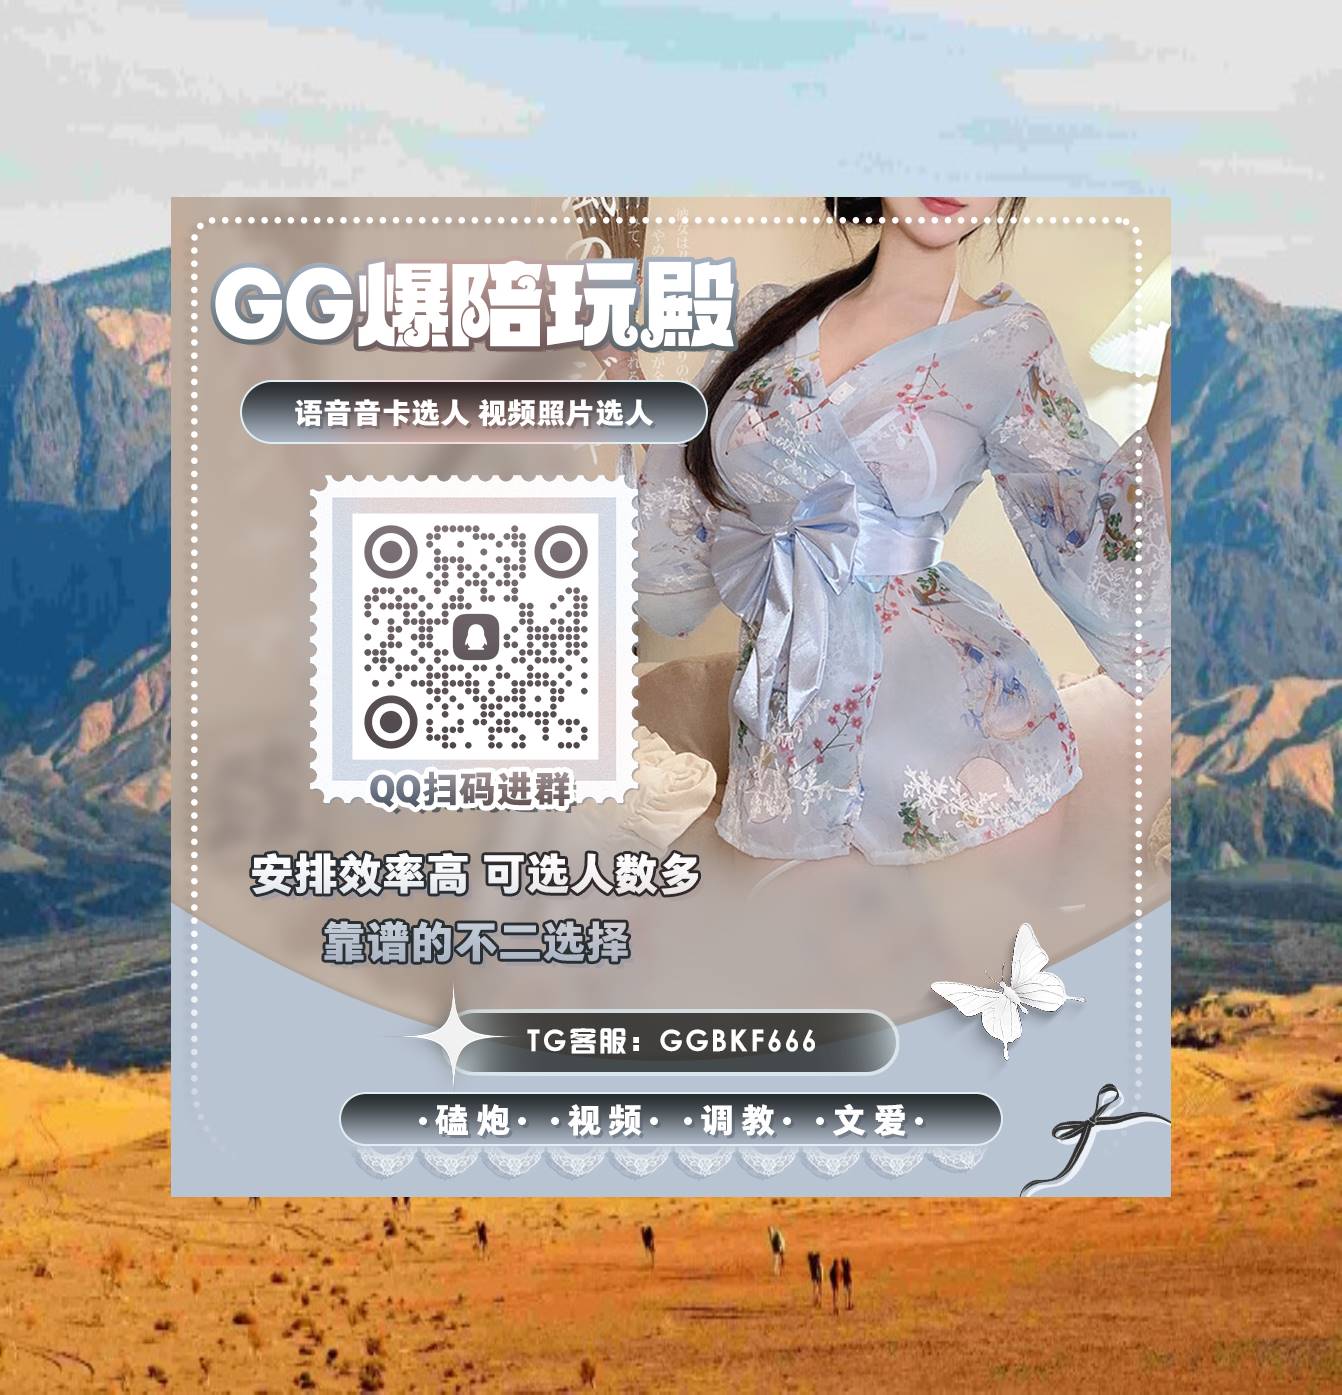 GG爆陪玩殿
语音音卡选人 视频照片选人
QQ扫码进群
安排效率高 可选人数多
靠谱的不二选择
TG客服：GGBKF666
·磕炮· ·视频· ·调教· ·文爱·